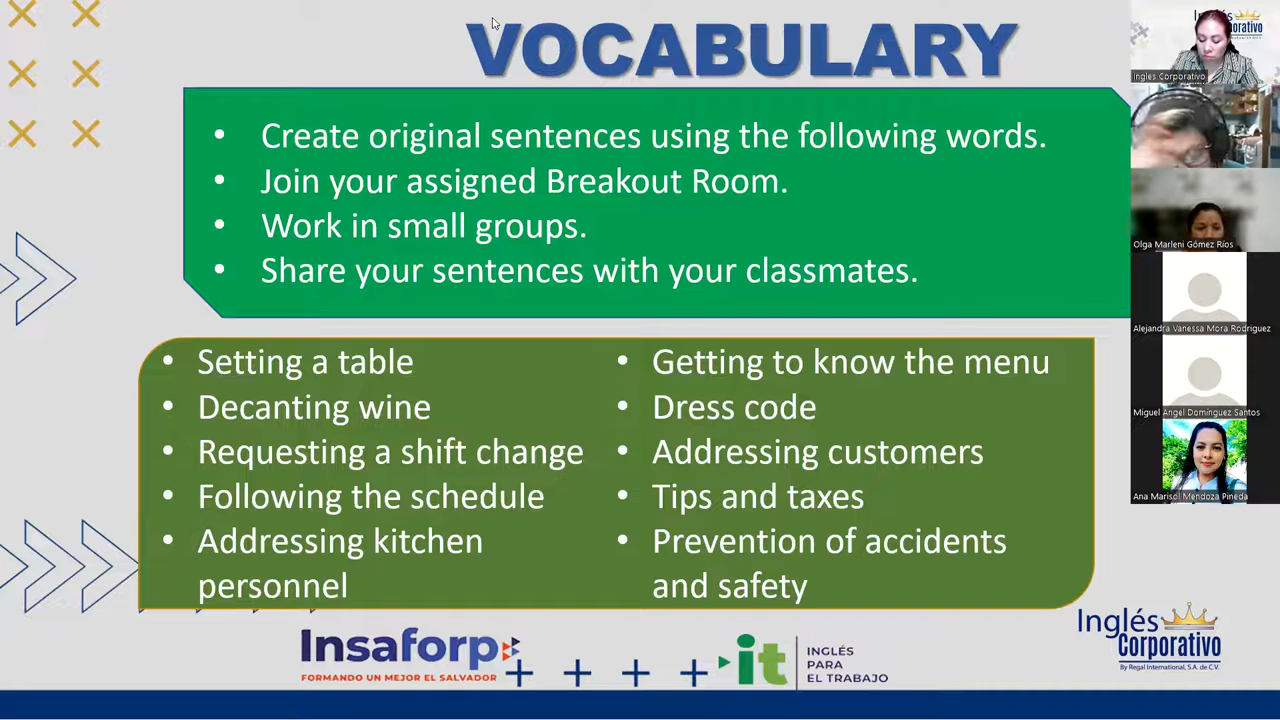 VOCABULARY
• Create original sentences using the following words.
• Join your assigned Breakout Room.
• Work in small groups.
• Share your sentences with your classmates.
• Setting a table
• Decanting wine
• Requesting a shift change
• Following the schedule
• Addressing kitchen
personnel
• Getting to know the menu
• Dress code
• Addressing customers
• Tips and taxes
• Prevention of accidents
and safety
Insaforp
FORMANDO UN MEJOR EL SALVADOR
it
INGLÉS
PARA
EL TRABAJO
Inglés
Corporativo
By Regal International, S.A. de C.V.
Ingles Corporativo
Olga Marleni Gómez Ríos
Alejandra Vanessa Mora Rodriguez
Miguel Angel Dominguez Santos
Ana Marisol Mendoza Pineda